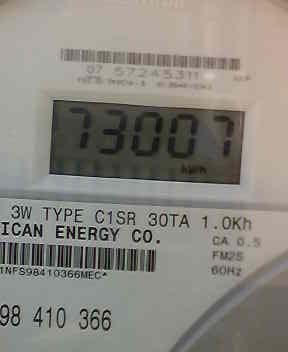 07 57245311
73007
kWh
3W TYPE C1SR 30TA 1.0Kh
ICAN ENERGY CO.
CA 0.5
FM2S
60Hz
1NFS98410366MEC*
98 410 366